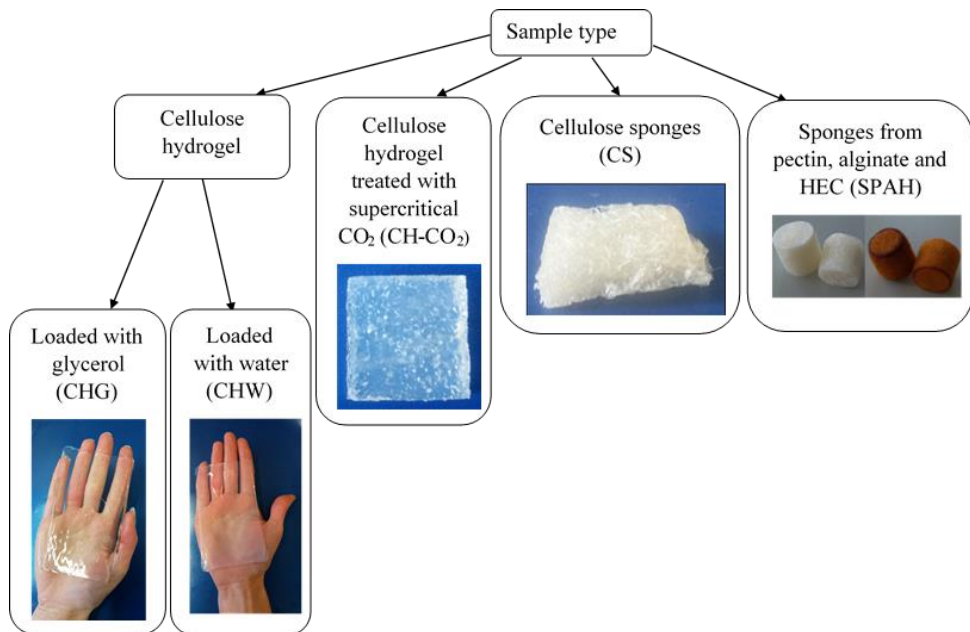 Sample type
Cellulose
hydrogel
Cellulose
hydrogel
treated with
supercritical
CO₂ (CH-CO₂)
Cellulose sponges
(CS)
Sponges from
pectin, alginate and
HEC (SPAH)
Loaded with
glycerol
(CHG)
Loaded
with water
(CHW)